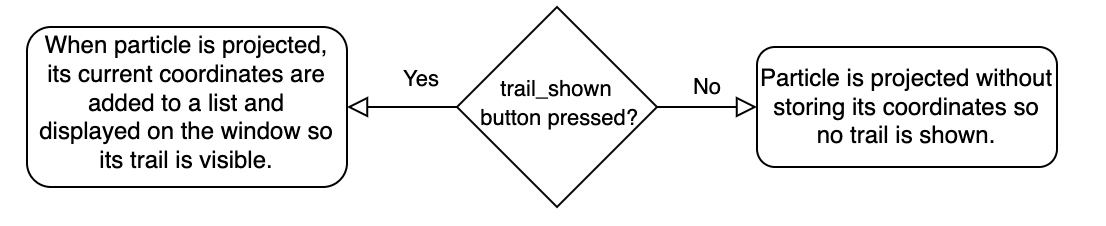 When particle is projected,
its current coordinates are
added to a list and
displayed on the window so
its trail is visible.
Yes
trail_shown
button pressed?
No
Particle is projected without
storing its coordinates so
no trail is shown.